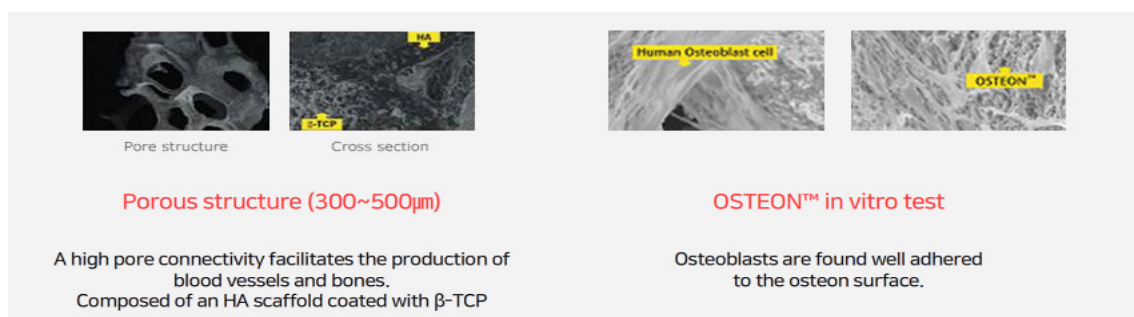 HA
β-TCP
Human Osteoblast cell
OSTEON™
Pore structure
Cross section
Porous structure (300~500㎛)
A high pore connectivity facilitates the production of
blood vessels and bones.
Composed of an HA scaffold coated with β-TCP
OSTEON™ in vitro test
Osteoblasts are found well adhered
to the osteon surface.